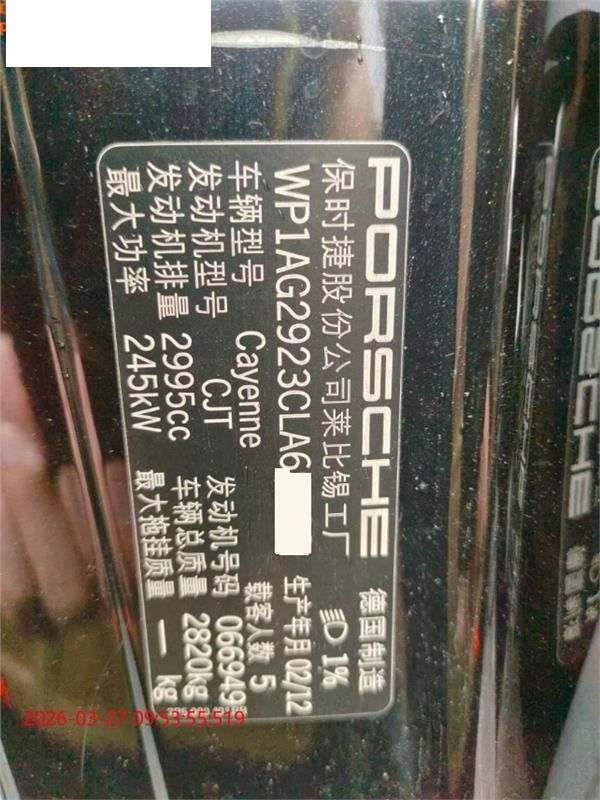 PORSCHE 德国制造
保时捷股份公司莱比锡工厂 1%
WP1AG2923CLA6 生产年月 02/12
载客人数 5
车辆型号 Cayenne 发动机号码 066949
发动机型号 CJT 车辆总质量 2820kg
发动机排量 2995cc 最大拖挂质量 — kg
最大功率 245kW
2026-03-27 09:53:55:519